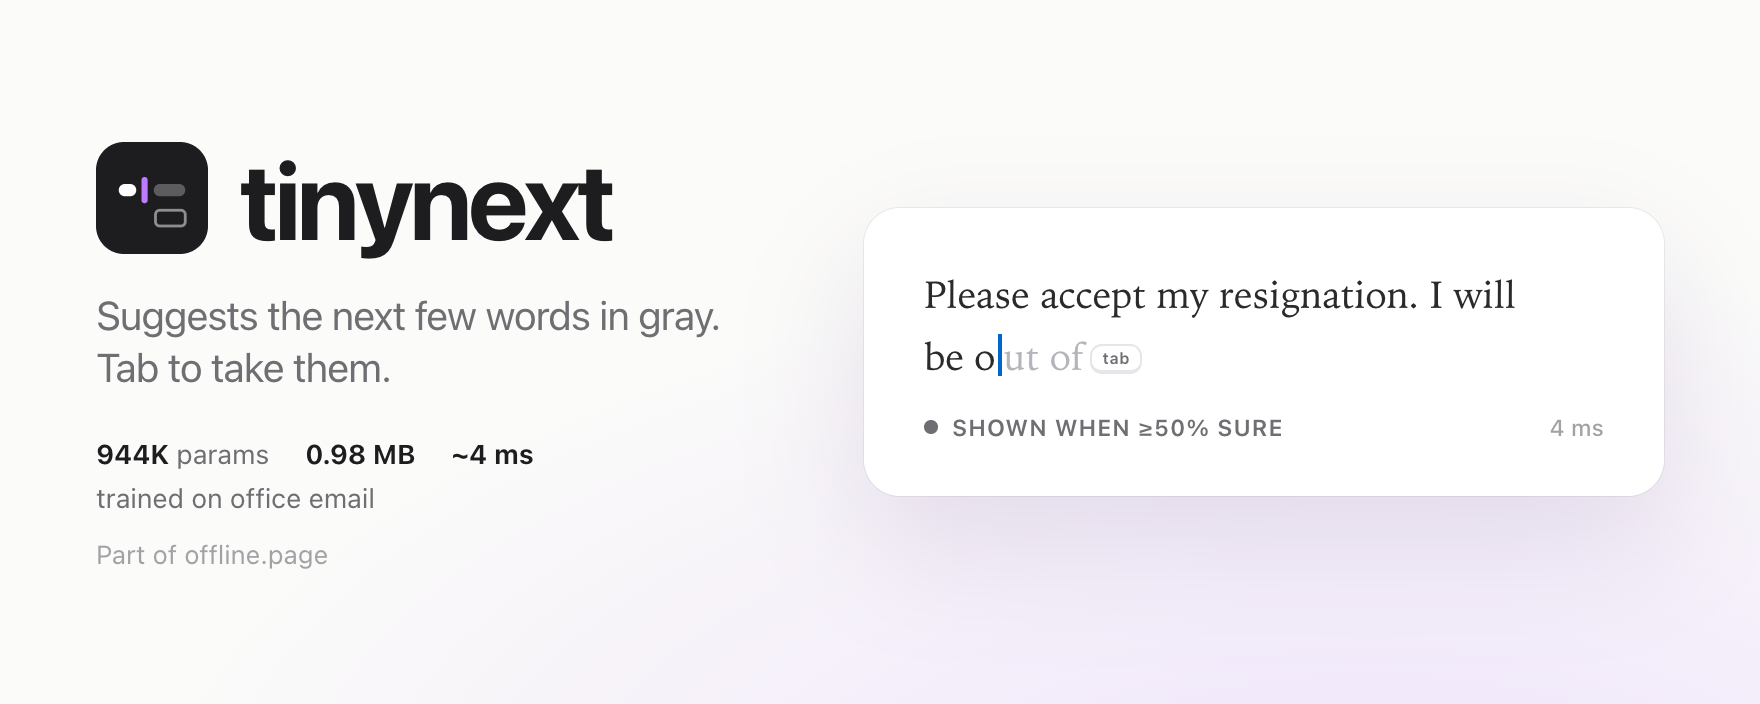 tinynext
Suggests the next few words in gray.
Tab to take them.
944K params 0.98 MB ~4 ms
trained on office email
Part of offline.page
Please accept my resignation. I will
be out of tab
SHOWN WHEN ≥50% SURE 4 ms